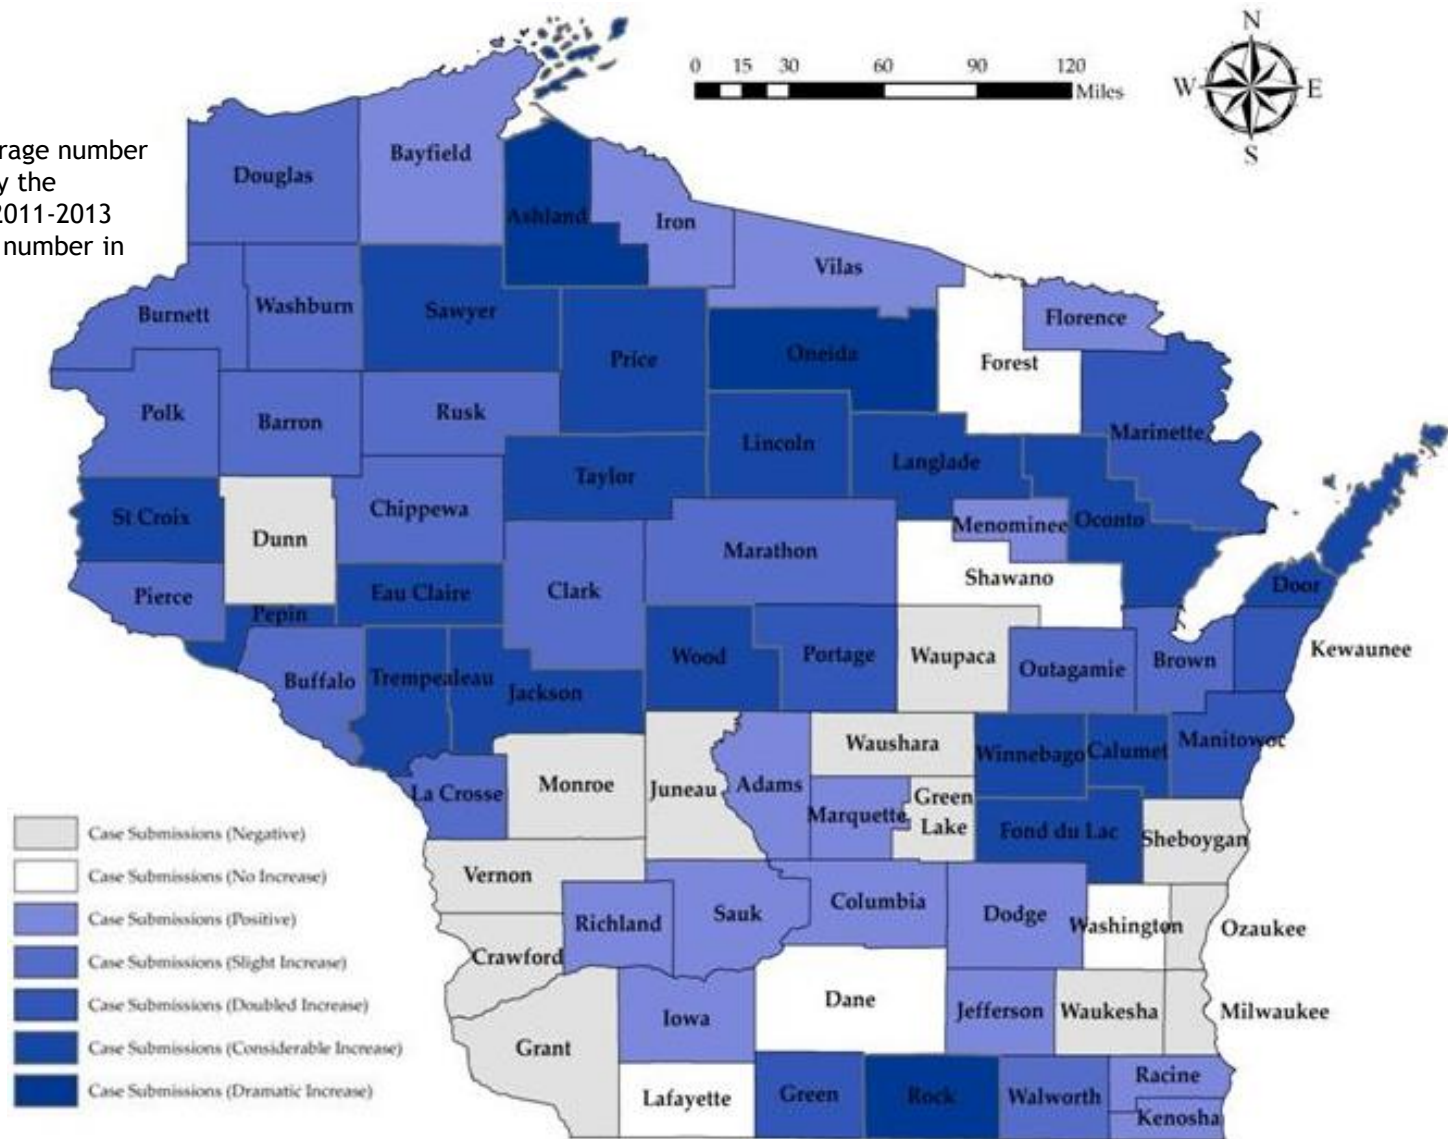 N
0 15 30 60 90 120
Miles
W E
S
rage number
y the
2011-2013
number in
Douglas
Bayfield
Ashland
Iron
Vilas
Burnett
Washburn
Sawyer
Price
Oneida
Forest
Florence
Polk
Barron
Rusk
Taylor
Lincoln
Langlade
Marinette
St Croix
Dunn
Chippewa
Clark
Marathon
Menominee
Oconto
Shawano
Pierce
Pepin
Eau Claire
Door
Buffalo
Trempealeau
Jackson
Wood
Portage
Waupaca
Outagamie
Brown
Kewaunee
La Crosse
Monroe
Juneau
Adams
Waushara
Marquette
Green
Lake
Winnebago
Calumet
Manitowoc
Fond du Lac
Sheboygan
Vernon
Richland
Sauk
Columbia
Dodge
Washington
Ozaukee
Crawford
Grant
Iowa
Dane
Jefferson
Waukesha
Milwaukee
Lafayette
Green
Rock
Walworth
Racine
Kenosha
Case Submissions (Negative)
Case Submissions (No Increase)
Case Submissions (Positive)
Case Submissions (Slight Increase)
Case Submissions (Doubled Increase)
Case Submissions (Considerable Increase)
Case Submissions (Dramatic Increase)